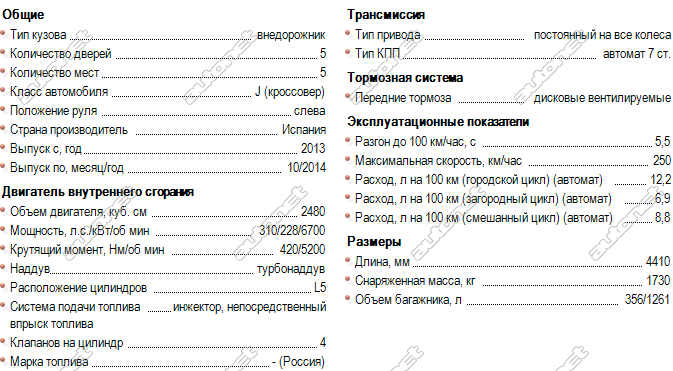 Общие
Тип кузова внедорожник
Количество дверей 5
Количество мест 5
Класс автомобиля J (кроссовер)
Положение руля слева
Страна производитель Испания
Выпуск с, год 2013
Выпуск по, месяц/год 10/2014
Двигатель внутреннего сгорания
Объем двигателя, куб. см 2480
Мощность, л.с./кВт/об мин 310/228/6700
Крутящий момент, Нм/об мин 420/5200
Наддув турбонаддув
Расположение цилиндров L5
Система подачи топлива инжектор, непосредственный
впрыск топлива
Клапанов на цилиндр 4
Марка топлива - (Россия)
Трансмиссия
Тип привода постоянный на все колеса
Тип КПП автомат 7 ст.
Тормозная система
Передние тормоза дисковые вентилируемые
Эксплуатационные показатели
Разгон до 100 км/час, с 5,5
Максимальная скорость, км/час 250
Расход, л на 100 км (городской цикл) (автомат) 12,2
Расход, л на 100 км (загородный цикл) (автомат) 6,9
Расход, л на 100 км (смешанный цикл) (автомат) 8,8
Размеры
Длина, мм 4410
Снаряженная масса, кг 1730
Объем багажника, л 356/1261
autonet
autonet
autonet
autonet
autonet
autonet